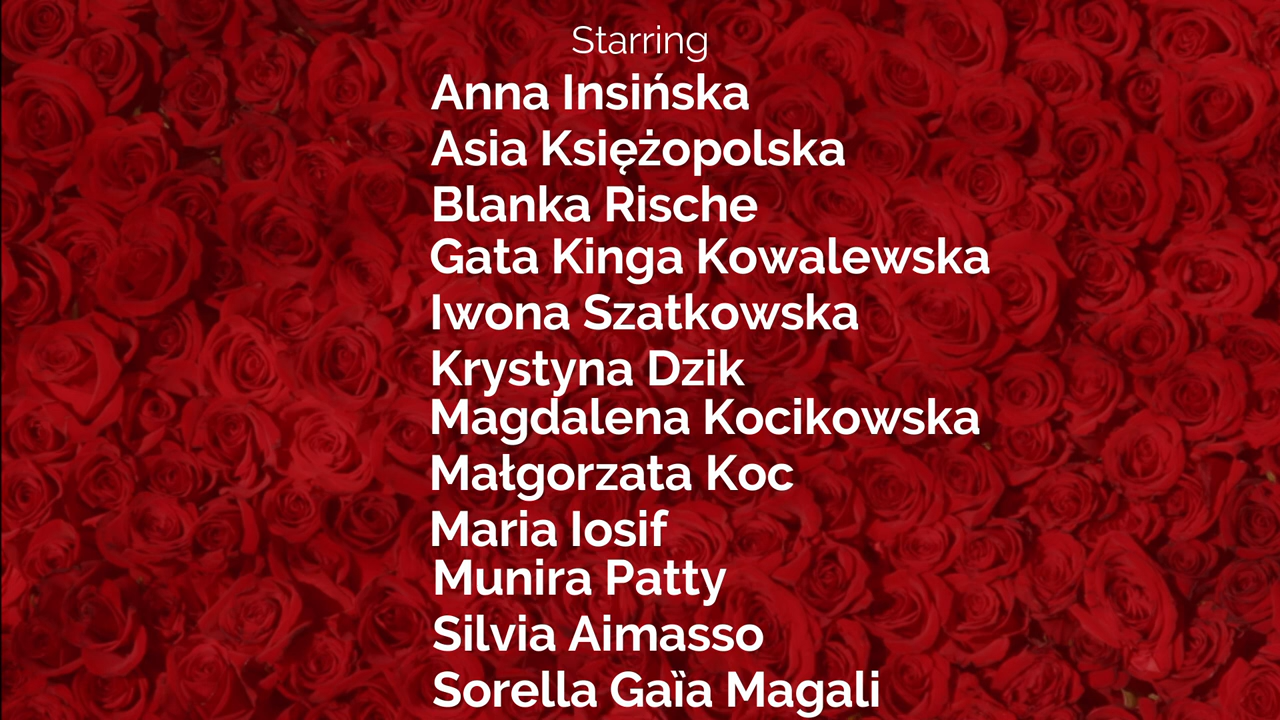 Starring
Anna Insińska
Asia Księżopolska
Blanka Rische
Gata Kinga Kowalewska
Iwona Szatkowska
Krystyna Dzik
Magdalena Kocikowska
Małgorzata Koc
Maria Iosif
Munira Patty
Silvia Aimasso
Sorella Gaïa Magali